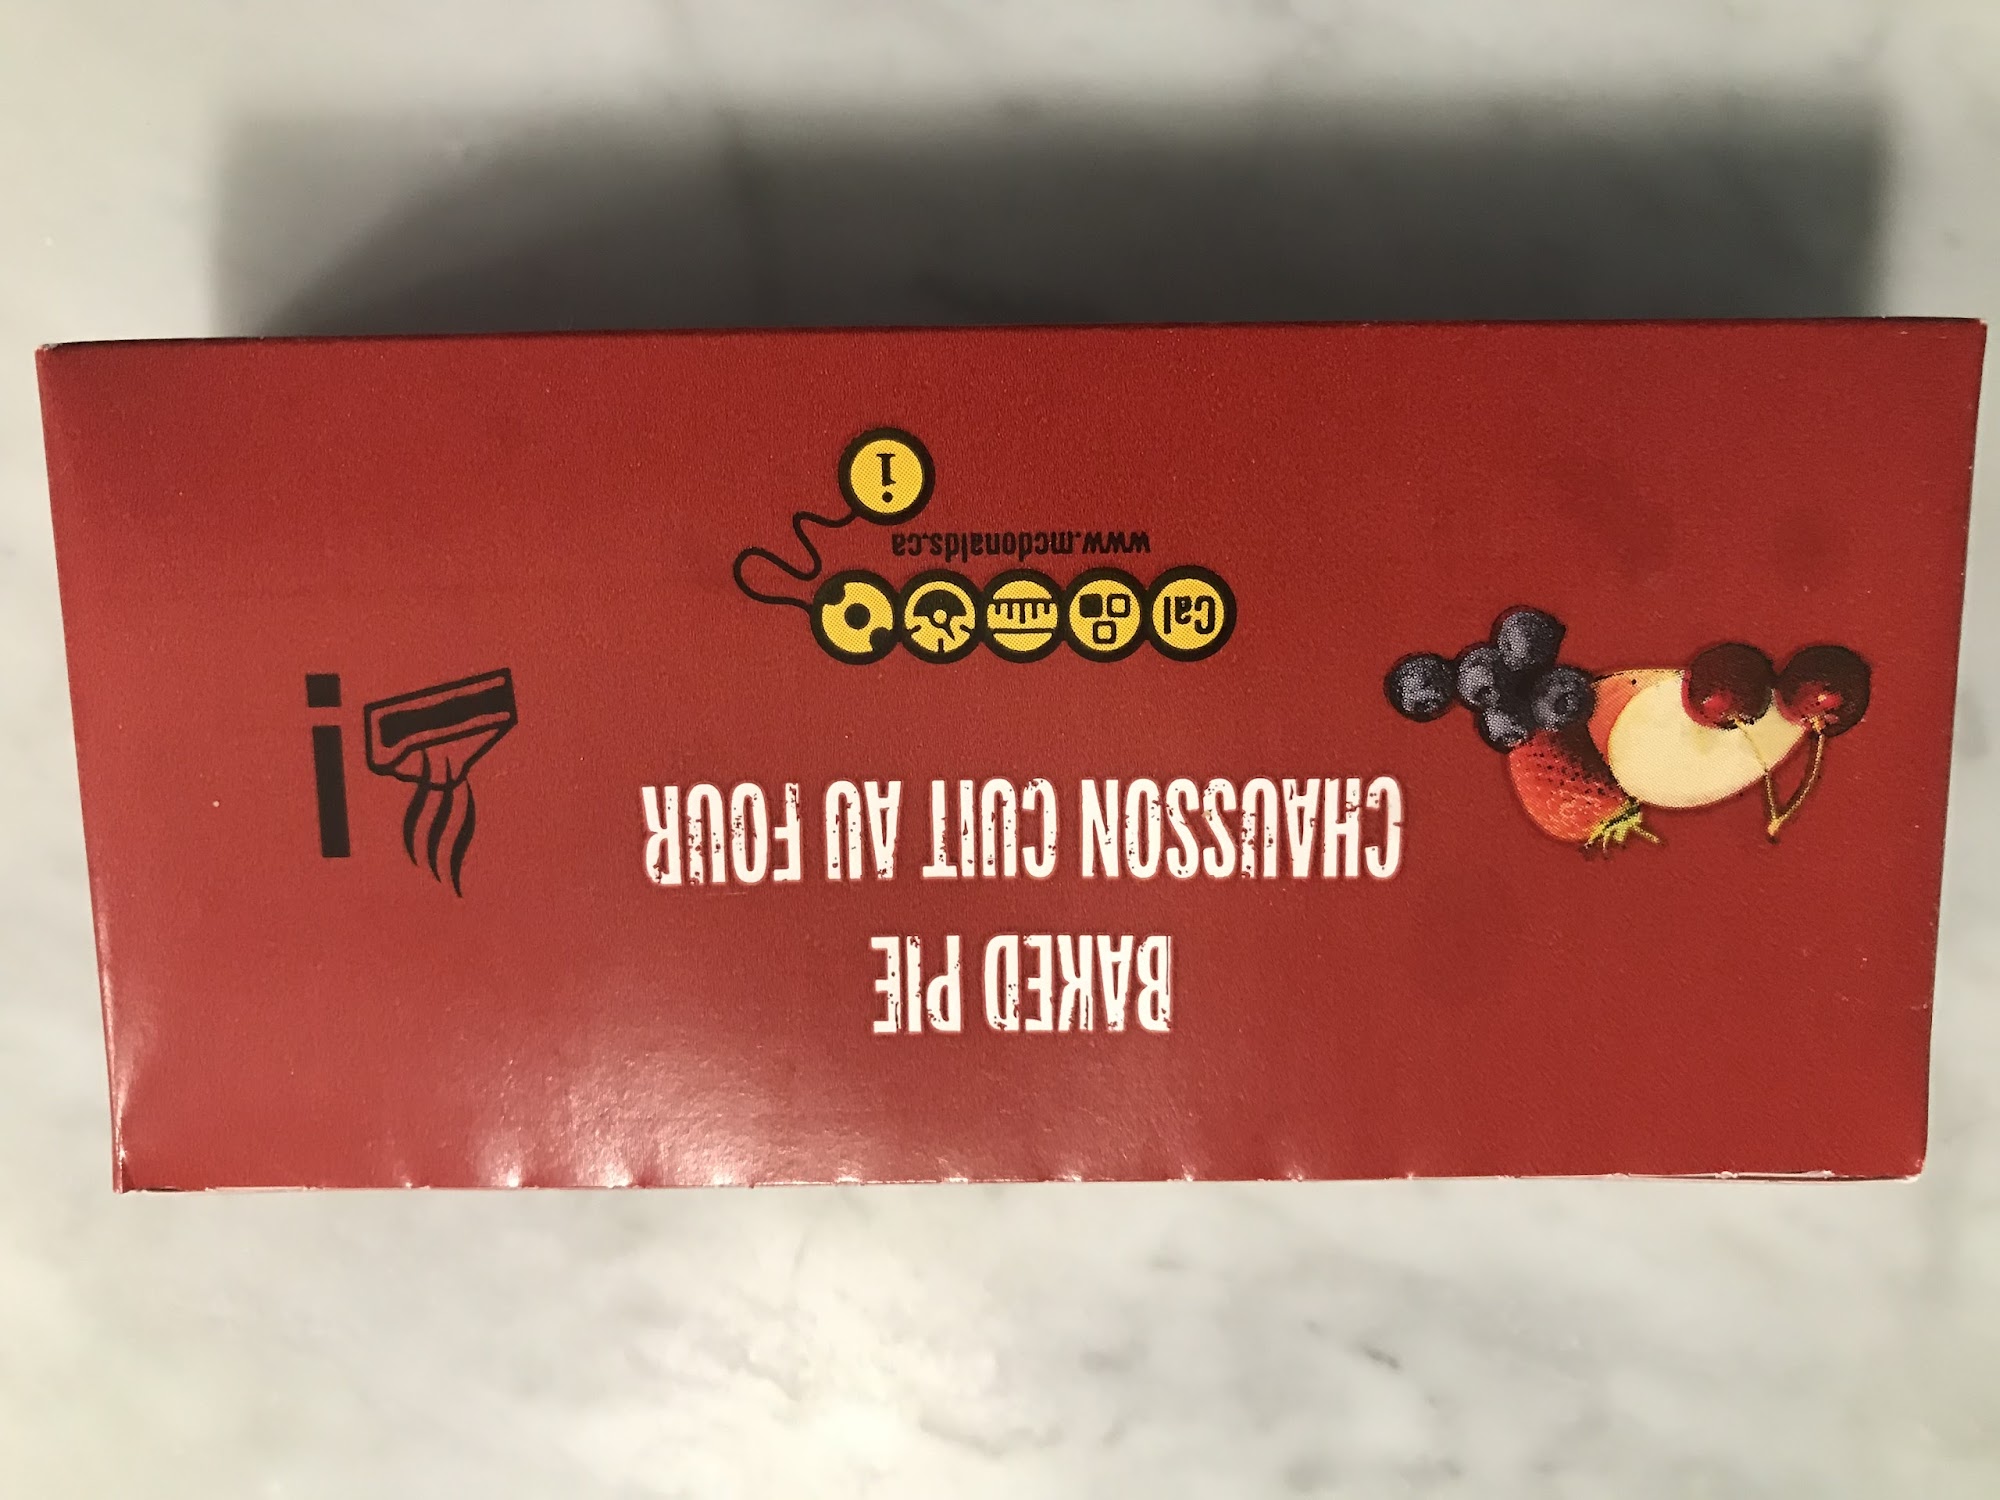 BAKED PIE
CHAUSSON CUIT AU FOUR
Cal
www.mcdonalds.ca
i
i